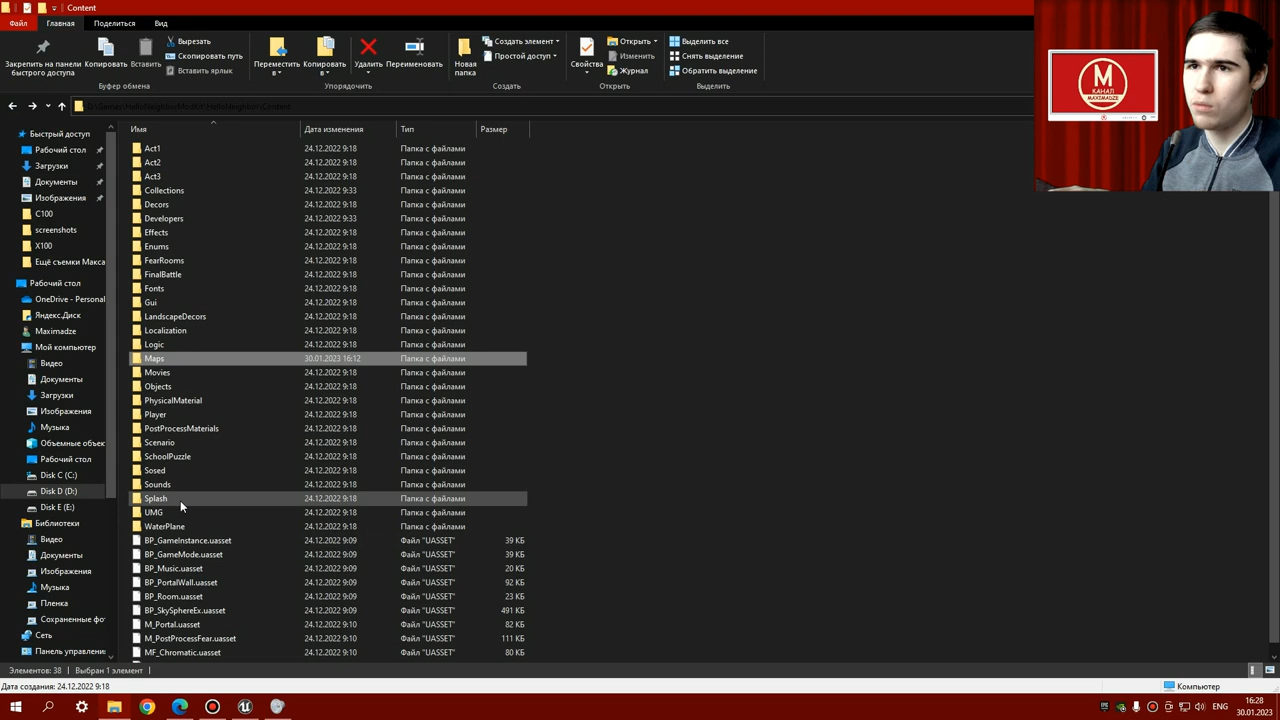 Content
Файл
Главная
Поделиться
Вид
Закрепить на панели быстрого доступа
Копировать
Вставить
Вырезать
Скопировать путь
Вставить ярлык
Буфер обмена
Переместить в
Копировать в
Удалить
Переименовать
Упорядочить
Новая папка
Создать элемент
Простой доступ
Создать
Свойства
Открыть
Изменить
Журнал
Открыть
Выделить все
Снять выделение
Обратить выделение
Выделить
D:\Games\HelloNeighborModKit\HelloNeighbor\Content
М
КАНАЛ
MAXIMADZE
Имя Дата изменения Тип Размер
Быстрый доступ
Рабочий стол
Загрузки
Документы
Изображения
C100
screenshots
X100
Ещё съемки Макса
Рабочий стол
OneDrive - Personal
Яндекс.Диск
Maximadze
Мой компьютер
Видео
Документы
Загрузки
Изображения
Музыка
Объемные объек
Рабочий стол
Disk C (C:)
Disk D (D:)
Disk E (E:)
Библиотеки
Видео
Документы
Изображения
Музыка
Пленка
Сохраненные фо
Сеть
Панель управлени
Act1 24.12.2022 9:18 Папка с файлами
Act2 24.12.2022 9:18 Папка с файлами
Act3 24.12.2022 9:18 Папка с файлами
Collections 24.12.2022 9:33 Папка с файлами
Decors 24.12.2022 9:18 Папка с файлами
Developers 24.12.2022 9:33 Папка с файлами
Effects 24.12.2022 9:18 Папка с файлами
Enums 24.12.2022 9:18 Папка с файлами
FearRooms 24.12.2022 9:18 Папка с файлами
FinalBattle 24.12.2022 9:18 Папка с файлами
Fonts 24.12.2022 9:18 Папка с файлами
Gui 24.12.2022 9:18 Папка с файлами
LandscapeDecors 24.12.2022 9:18 Папка с файлами
Localization 24.12.2022 9:18 Папка с файлами
Logic 24.12.2022 9:18 Папка с файлами
Maps 30.01.2023 16:12 Папка с файлами
Movies 24.12.2022 9:18 Папка с файлами
Objects 24.12.2022 9:18 Папка с файлами
PhysicalMaterial 24.12.2022 9:18 Папка с файлами
Player 24.12.2022 9:18 Папка с файлами
PostProcessMaterials 24.12.2022 9:18 Папка с файлами
Scenario 24.12.2022 9:18 Папка с файлами
SchoolPuzzle 24.12.2022 9:18 Папка с файлами
Sosed 24.12.2022 9:18 Папка с файлами
Sounds 24.12.2022 9:18 Папка с файлами
Splash 24.12.2022 9:18 Папка с файлами
UMG 24.12.2022 9:18 Папка с файлами
WaterPlane 24.12.2022 9:18 Папка с файлами
BP_GameInstance.uasset 24.12.2022 9:09 Файл "UASSET" 39 КБ
BP_GameMode.uasset 24.12.2022 9:09 Файл "UASSET" 39 КБ
BP_Music.uasset 24.12.2022 9:09 Файл "UASSET" 20 КБ
BP_PortalWall.uasset 24.12.2022 9:09 Файл "UASSET" 92 КБ
BP_Room.uasset 24.12.2022 9:09 Файл "UASSET" 23 КБ
BP_SkySphereEx.uasset 24.12.2022 9:09 Файл "UASSET" 491 КБ
M_Portal.uasset 24.12.2022 9:10 Файл "UASSET" 82 КБ
M_PostProcessFear.uasset 24.12.2022 9:10 Файл "UASSET" 111 КБ
MF_Chromatic.uasset 24.12.2022 9:10 Файл "UASSET" 80 КБ
Элементов: 38 Выбран 1 элемент
Дата создания: 24.12.2022 9:18
Компьютер
ENG
16:28
30.01.2023